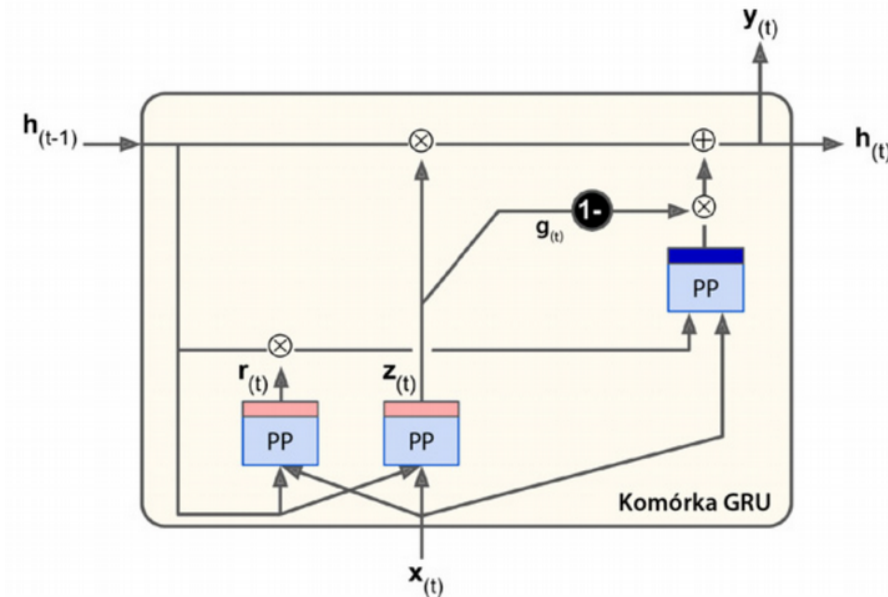 y(t)
h(t-1)
h(t)
1-
g(t)
PP
r(t)
z(t)
PP
PP
Komórka GRU
x(t)